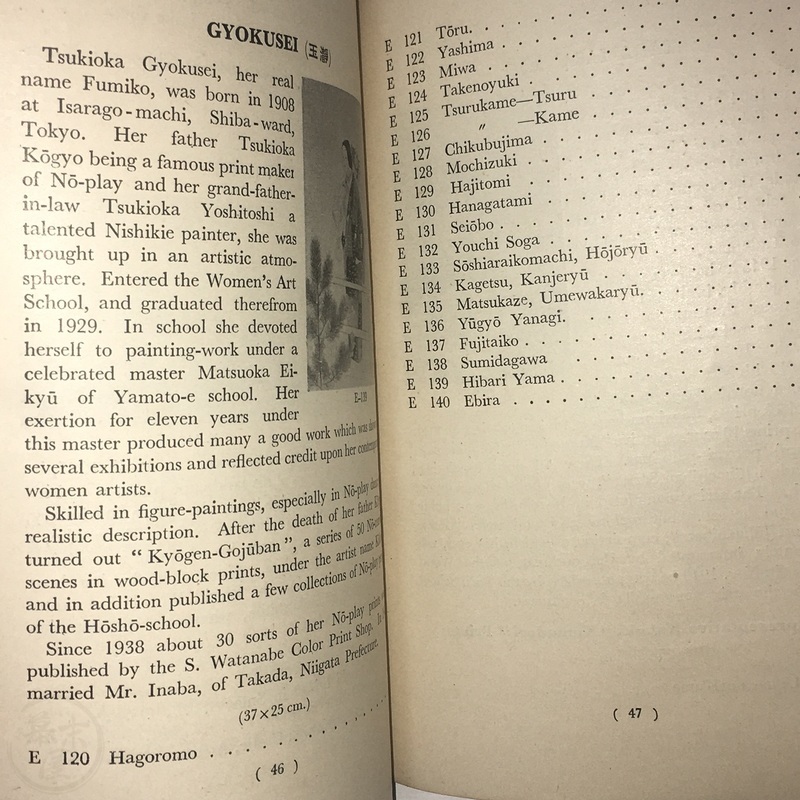 GYOKUSEI (玉瀞)
Tsukioka Gyokusei, her real
name Fumiko, was born in 1908
at Isarago-machi, Shiba-ward,
Tokyo. Her father Tsukioka
Kōgyo being a famous print maker
of Nō-play and her grand-father-
in-law Tsukioka Yoshitoshi a
talented Nishikie painter, she was
brought up in an artistic atmo-
sphere. Entered the Women's Art
School, and graduated therefrom
in 1929. In school she devoted
herself to painting-work under a
celebrated master Matsuoka Ei-
kyū of Yamato-e school. Her
exertion for eleven years under
this master produced many a good work which was
several exhibitions and reflected credit upon her
women artists.
Skilled in figure-paintings, especially in Nō-play
realistic description. After the death of her father
turned out "Kyōgen-Gojūban", a series of 50
scenes in wood-block prints, under the artist name
and in addition published a few collections of Nō-play
of the Hōshō-school.
Since 1938 about 30 sorts of her Nō-play
published by the S. Watanabe Color Print Shop.
married Mr. Inaba, of Takada, Niigata Prefecture.
(37×25 cm.)
E 120 Hagoromo . . . . . . . .
( 46 )
E 121 Tōru. . . . . . . .
E 122 Yashima . . . . . . . .
E 123 Miwa . . . . . . . .
E 124 Takenoyuki . . . . . . . .
E 125 Tsurukame—Tsuru . . . . . . . .
E 126 〃 —Kame . . . . . . . .
E 127 Chikubujima . . . . . . . .
E 128 Mochizuki . . . . . . . .
E 129 Hajitomi . . . . . . . .
E 130 Hanagatami . . . . . . . .
E 131 Seiōbo . . . . . . . .
E 132 Youchi Soga . . . . . . . .
E 133 Sōshiaraikomachi, Hōjōryū . . . . . . . .
E 134 Kagetsu, Kanjeryū . . . . . . . .
E 135 Matsukaze, Umewakaryū. . . . . . . .
E 136 Yūgyō Yanagi. . . . . . . .
E 137 Fujitaiko . . . . . . . .
E 138 Sumidagawa . . . . . . . .
E 139 Hibari Yama . . . . . . . .
E 140 Ebira . . . . . . . .
( 47 )